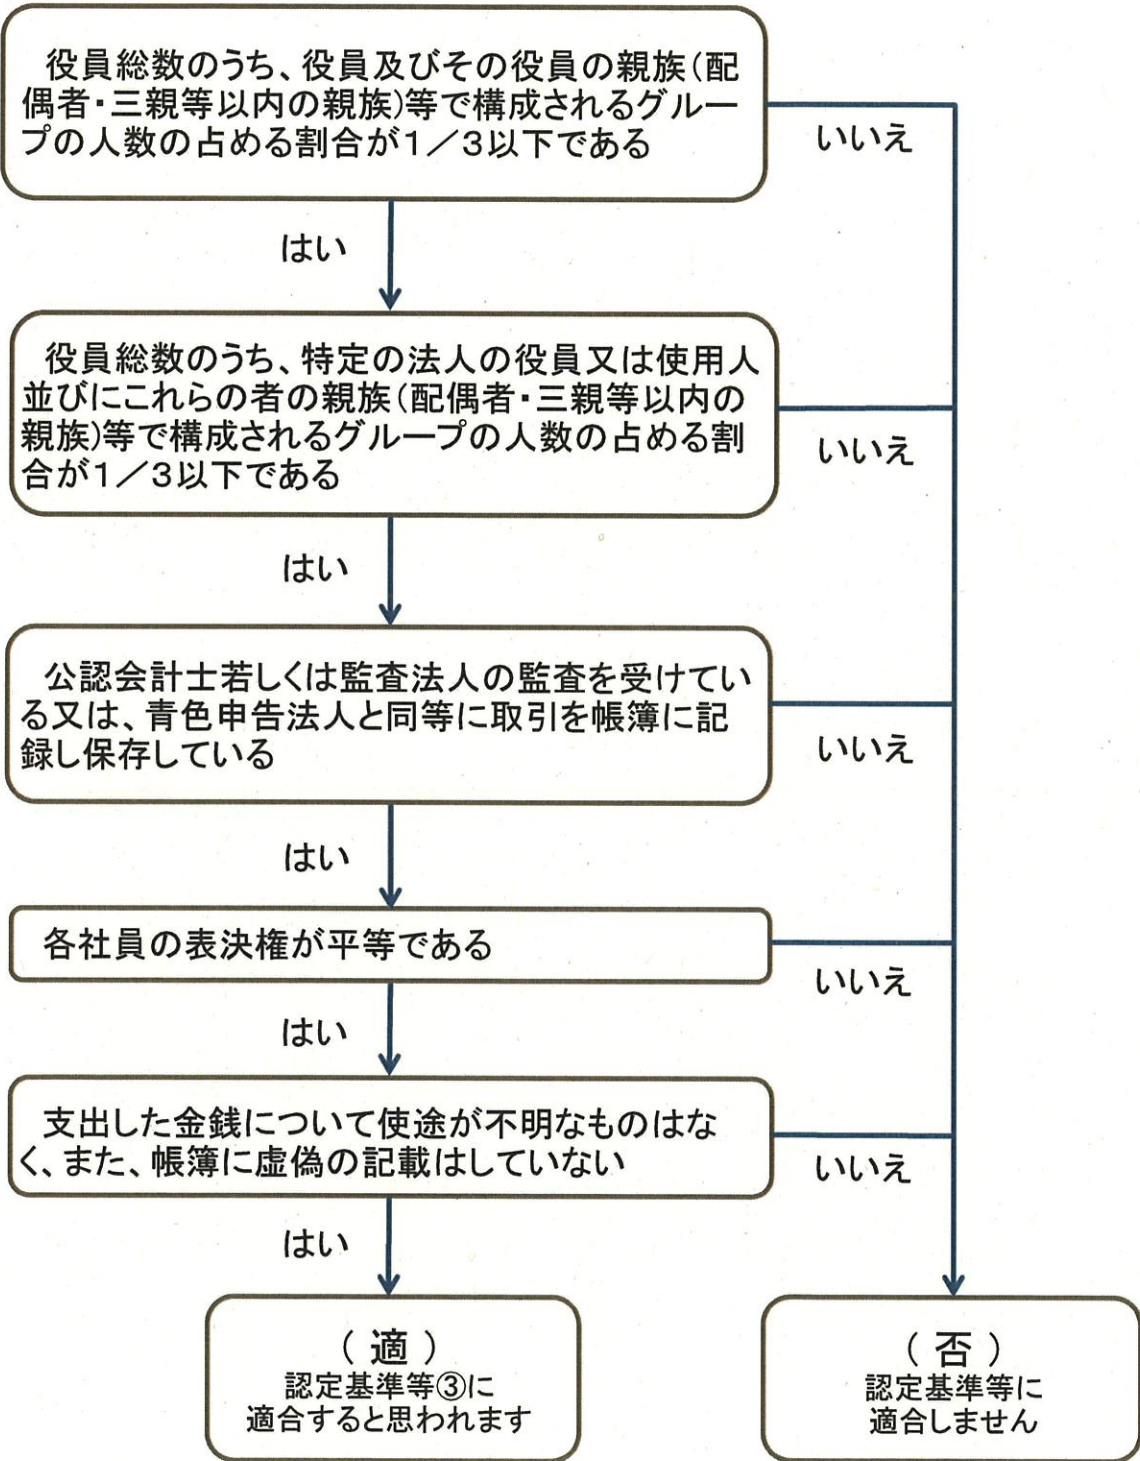 役員総数のうち、役員及びその役員の親族(配
偶者・三親等以内の親族)等で構成されるグルー
プの人数の占める割合が1/3以下である
いいえ
はい
役員総数のうち、特定の法人の役員又は使用人
並びにこれらの者の親族(配偶者・三親等以内の
親族)等で構成されるグループの人数の占める割
合が1/3以下である
いいえ
はい
公認会計士若しくは監査法人の監査を受けてい
る又は、青色申告法人と同等に取引を帳簿に記
録し保存している
いいえ
はい
各社員の表決権が平等である
いいえ
はい
支出した金銭について使途が不明なものはな
く、また、帳簿に虚偽の記載はしていない
いいえ
はい
(適)
認定基準等③に
適合すると思われます
(否)
認定基準等に
適合しません